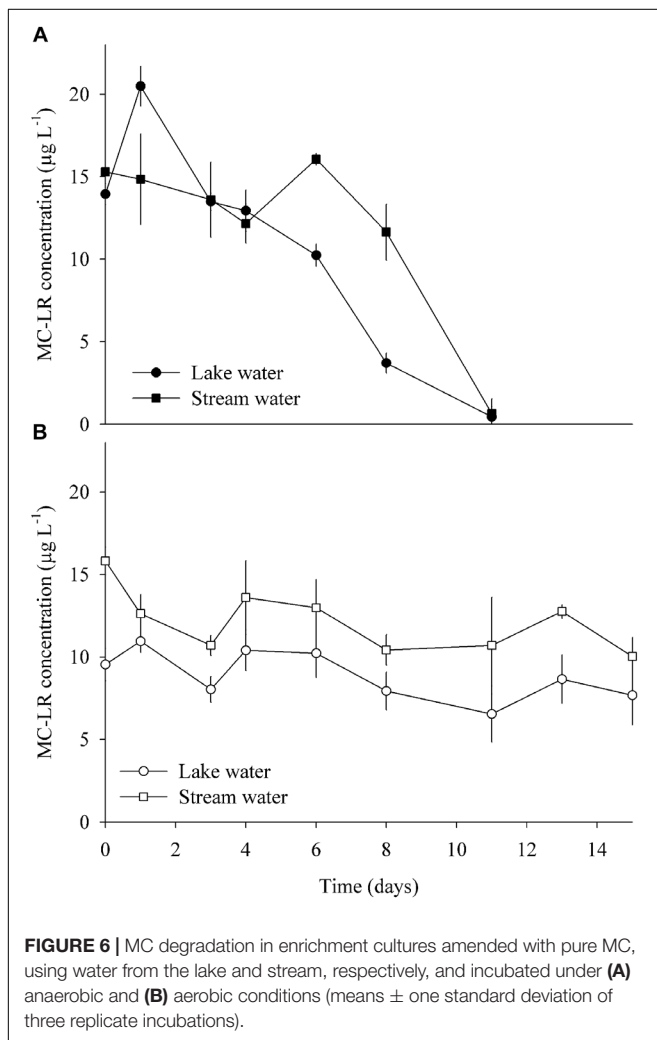 A
20
15
10
5
0
MC-LR concentration (µg L⁻¹)
Lake water
Stream water
B
20
15
10
5
0
MC-LR concentration (µg L⁻¹)
Lake water
Stream water
0 2 4 6 8 10 12 14
Time (days)
FIGURE 6 | MC degradation in enrichment cultures amended with pure MC,
using water from the lake and stream, respectively, and incubated under (A)
anaerobic and (B) aerobic conditions (means ± one standard deviation of
three replicate incubations).